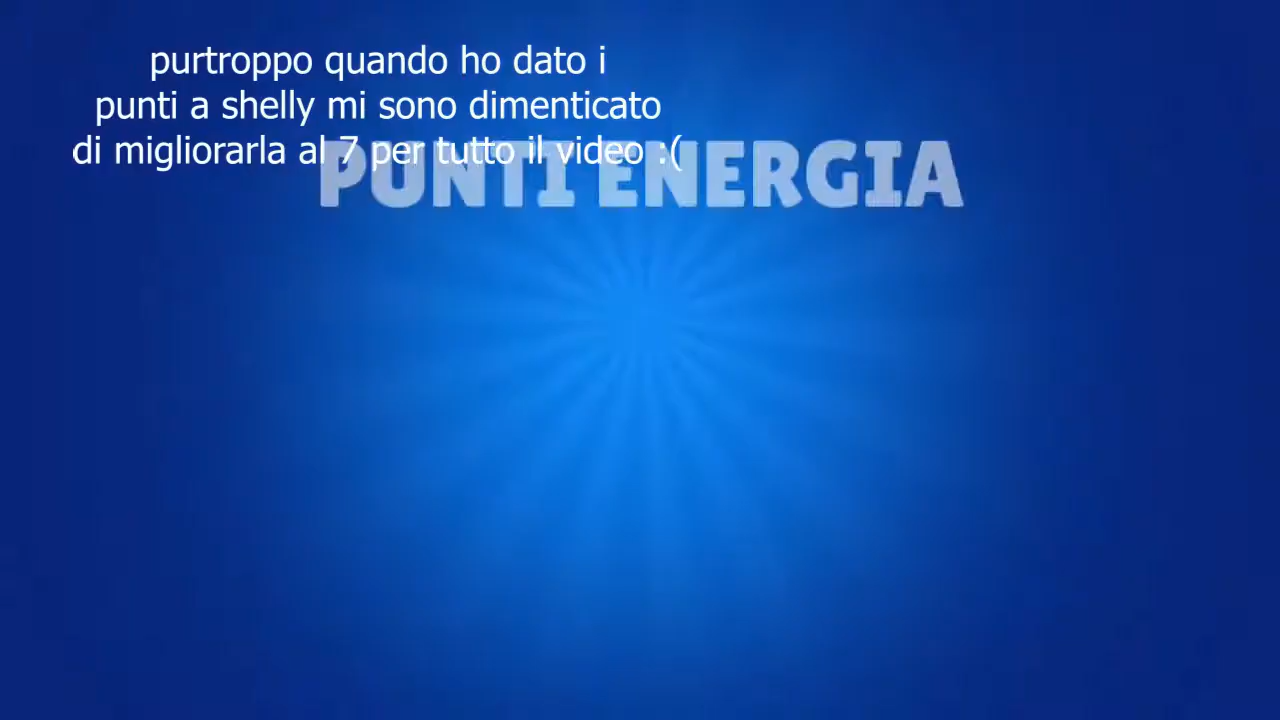 purtroppo quando ho dato i
punti a shelly mi sono dimenticato
di migliorarla al 7 per tutto il video :(
PUNTI ENERGIA